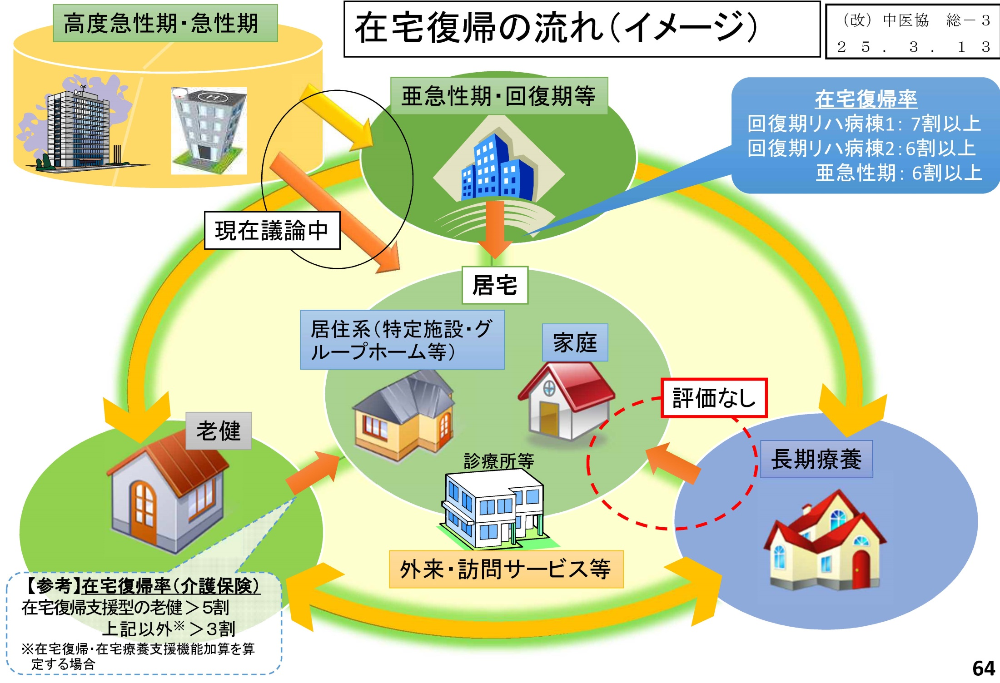 高度急性期・急性期
在宅復帰の流れ（イメージ）
（改）中医協　総－３
２５．３．１３
亜急性期・回復期等
在宅復帰率
回復期リハ病棟1：7割以上
回復期リハ病棟2：6割以上
亜急性期：6割以上
現在議論中
居宅
居住系（特定施設・グ
ループホーム等）
家庭
評価なし
老健
長期療養
診療所等
外来・訪問サービス等
【参考】在宅復帰率（介護保険）
在宅復帰支援型の老健＞5割
上記以外※＞3割
※在宅復帰・在宅療養支援機能加算を算
定する場合
64